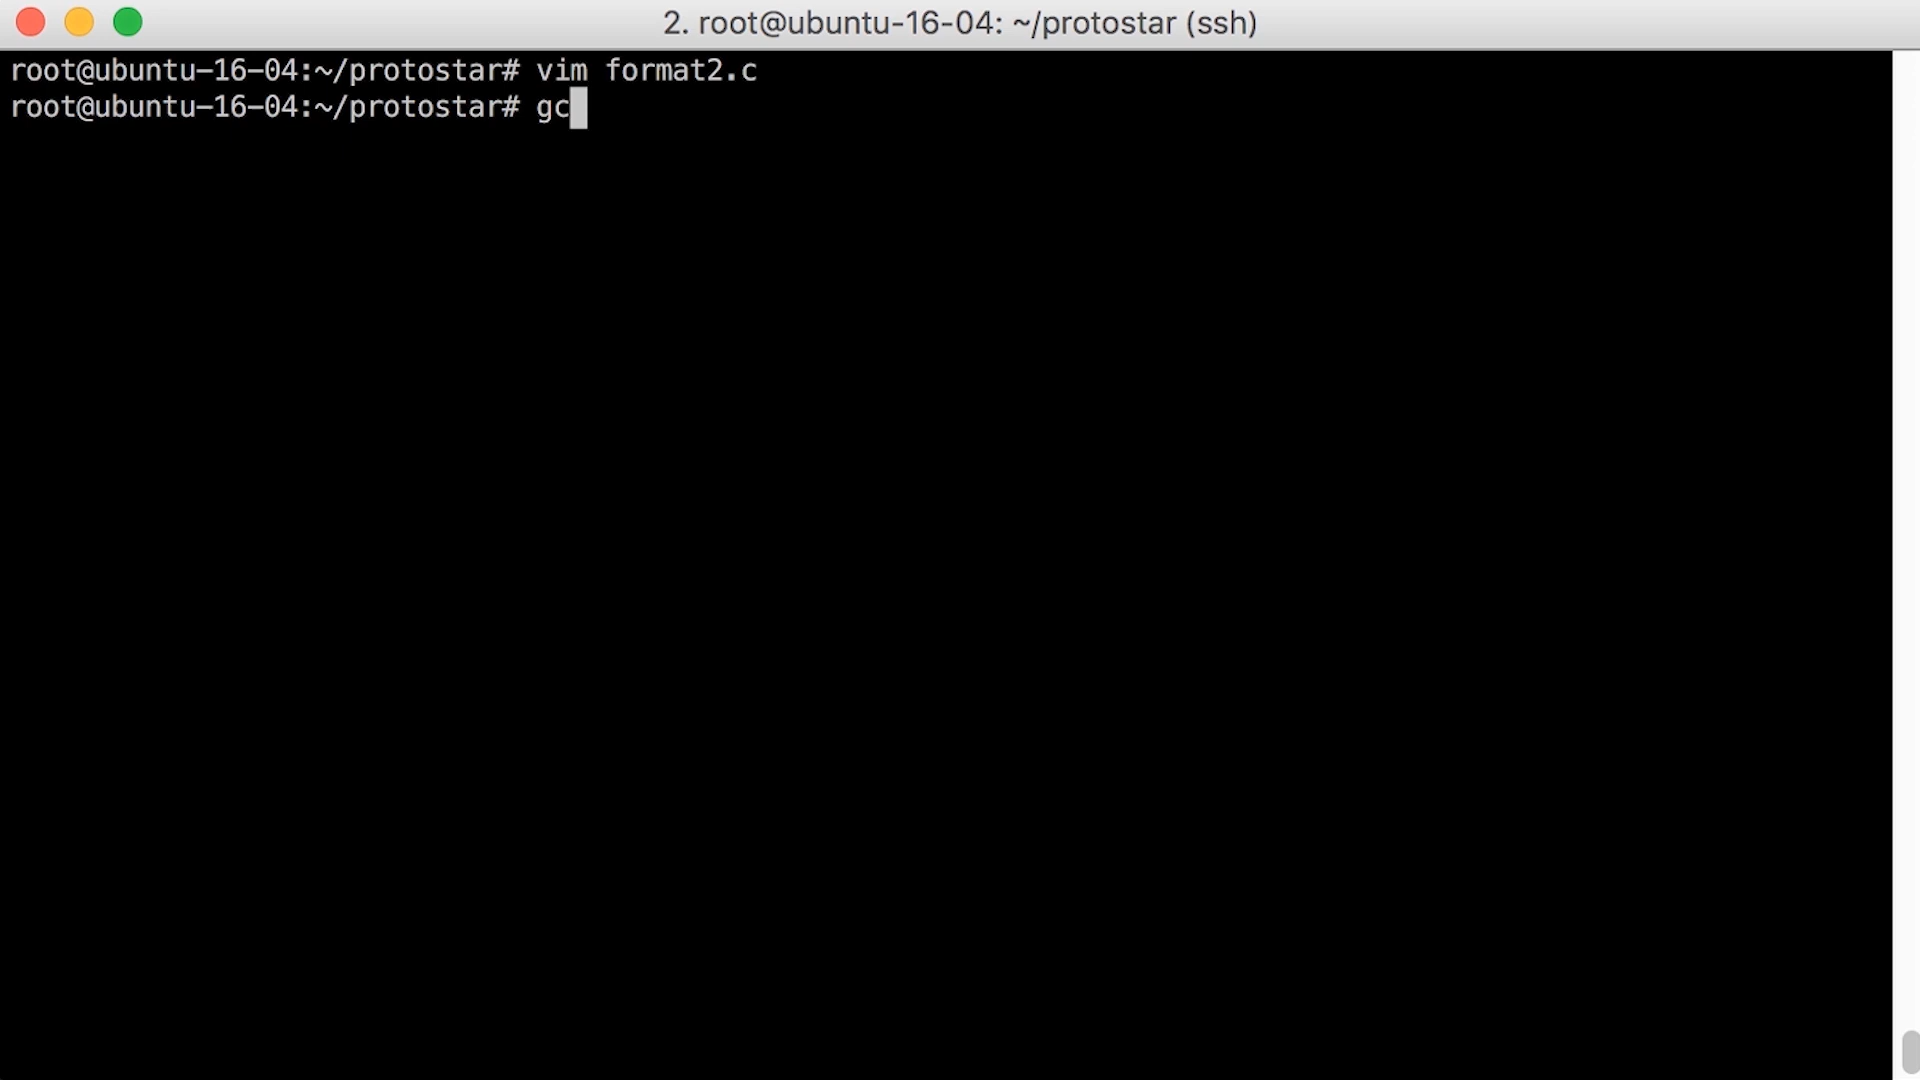 2. root@ubuntu-16-04: ~/protostar (ssh)
root@ubuntu-16-04:~/protostar# vim format2.c
root@ubuntu-16-04:~/protostar# gc